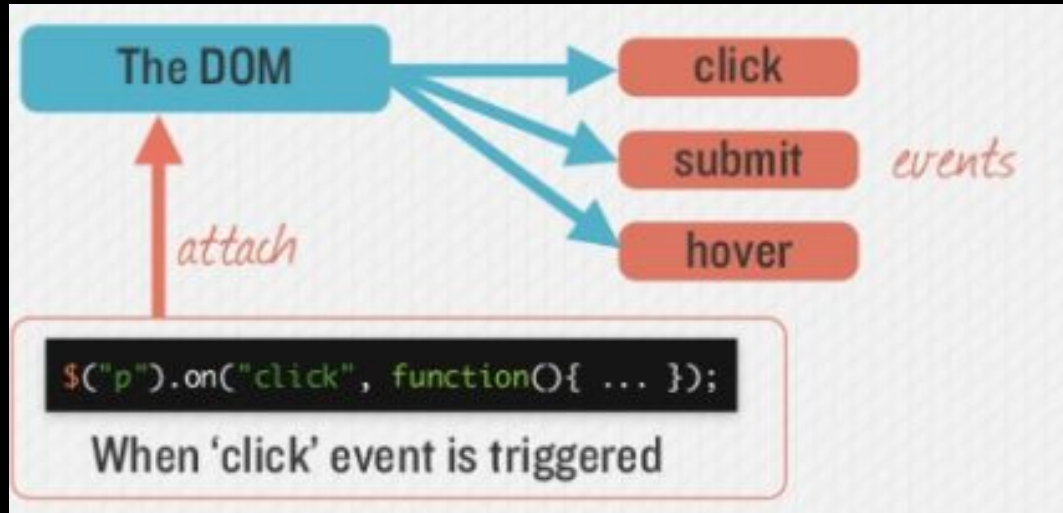 The DOM
click
submit
events
hover
attach
$("p").on("click", function(){ ... });
When ‘click’ event is triggered